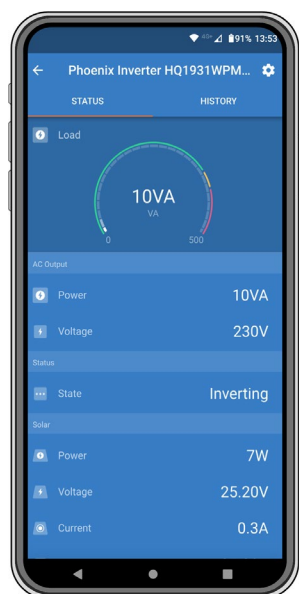 4G+ 91% 13:53
Phoenix Inverter HQ1931WPM...
STATUS HISTORY
Load
10VA
VA
0 500
AC Output
Power 10VA
Voltage 230V
Status
State Inverting
Solar
Power 7W
Voltage 25.20V
Current 0.3A